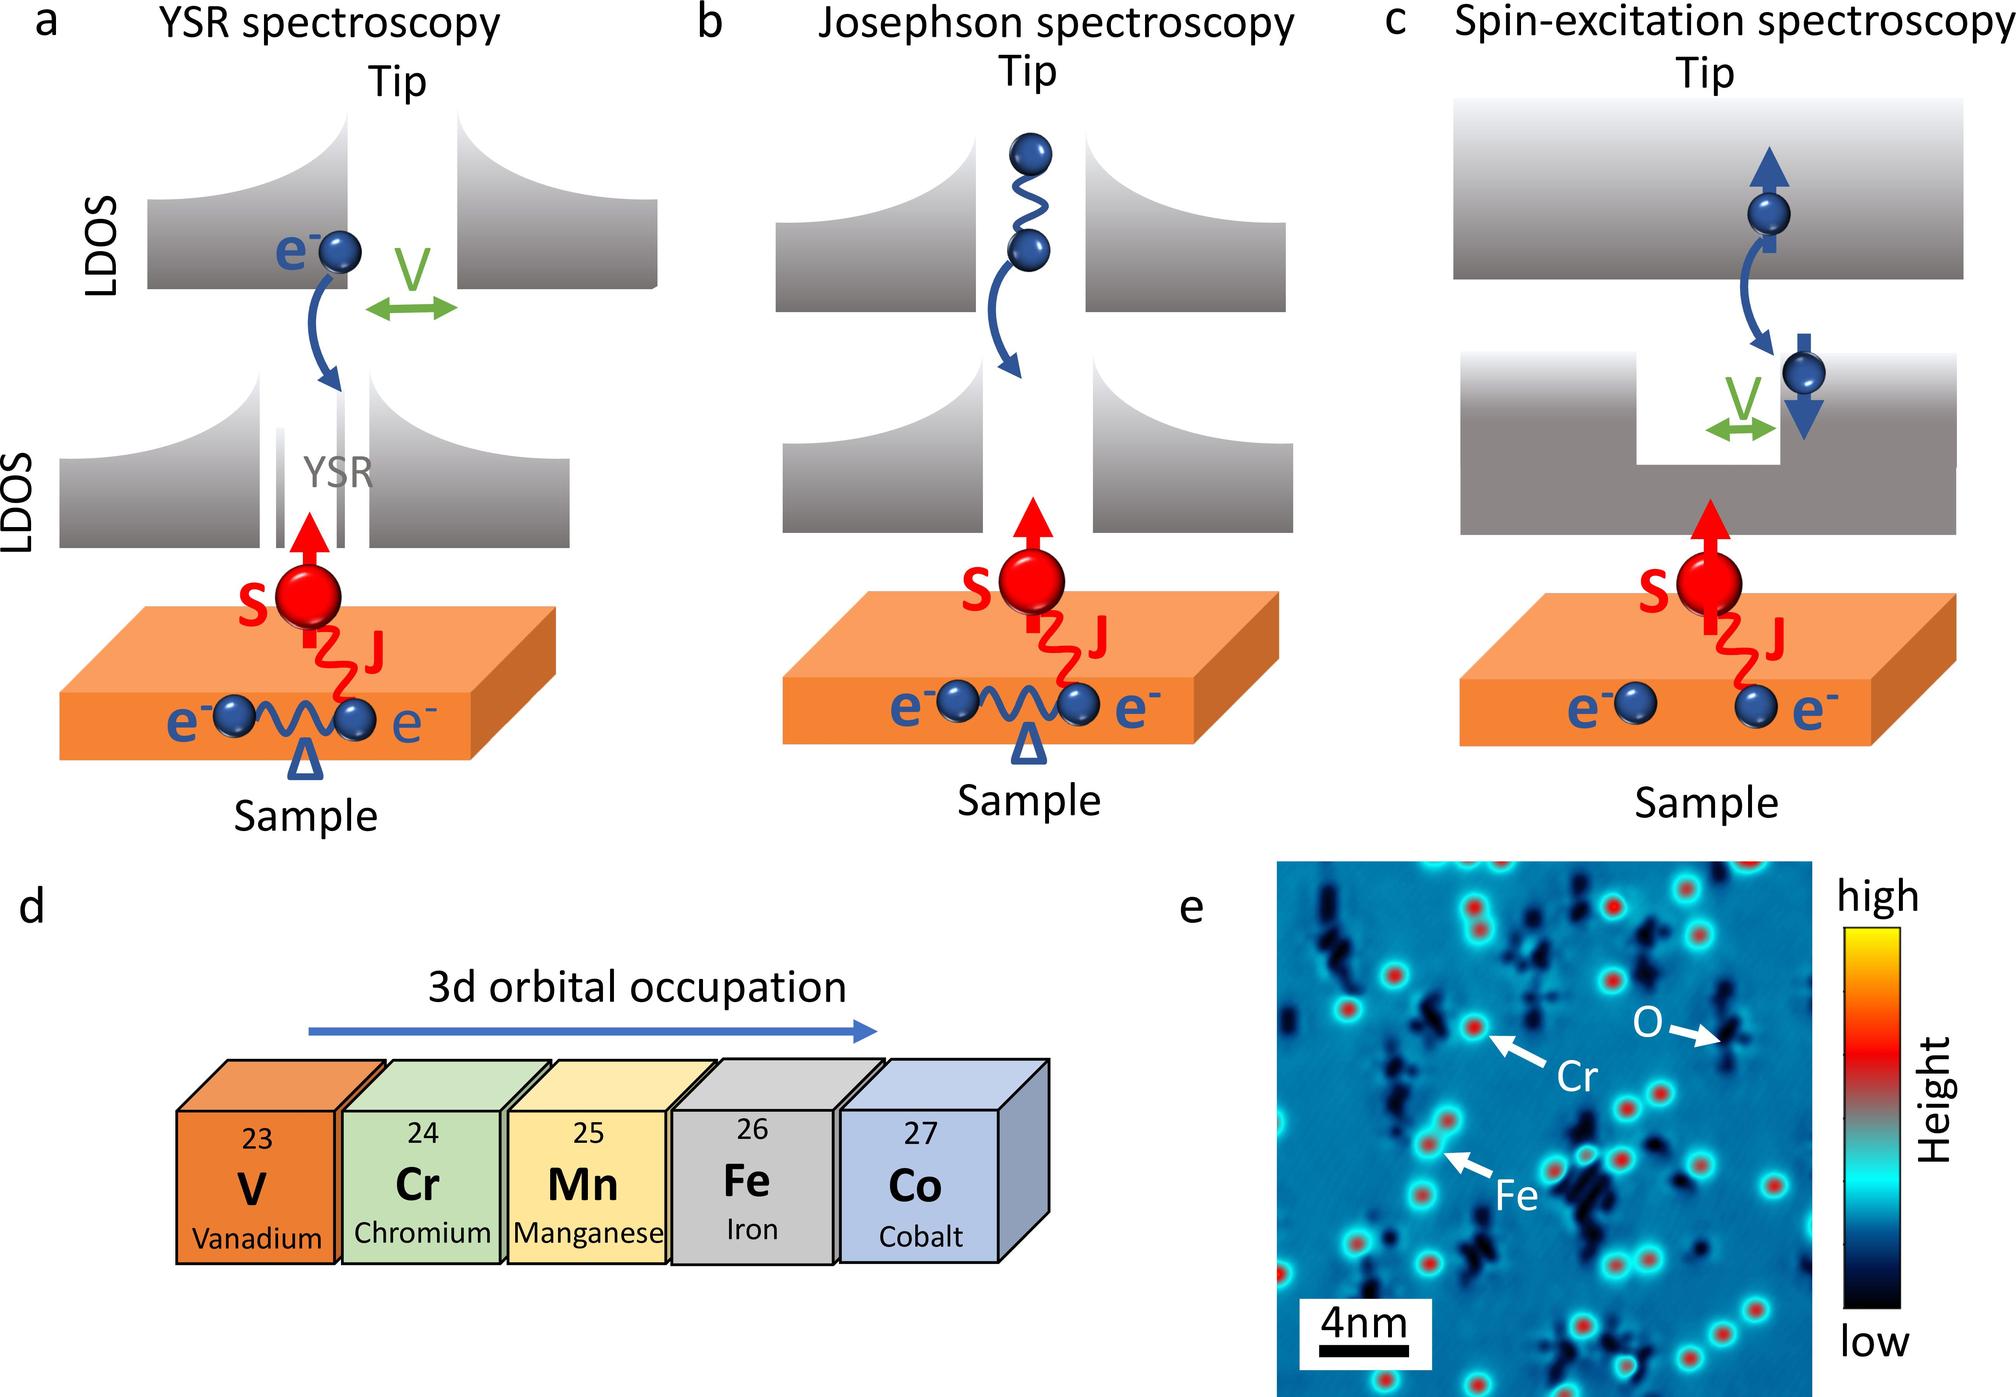 a
YSR spectroscopy
Tip
LDOS
e-
V
LDOS
YSR
S
J
e-
e-
Δ
Sample
b
Josephson spectroscopy
Tip
S
J
e-
e-
Δ
Sample
c
Spin-excitation spectroscopy
Tip
V
S
J
e-
e-
Sample
d
3d orbital occupation
23
V
Vanadium
24
Cr
Chromium
25
Mn
Manganese
26
Fe
Iron
27
Co
Cobalt
e
O
Cr
Fe
4nm
high
Height
low